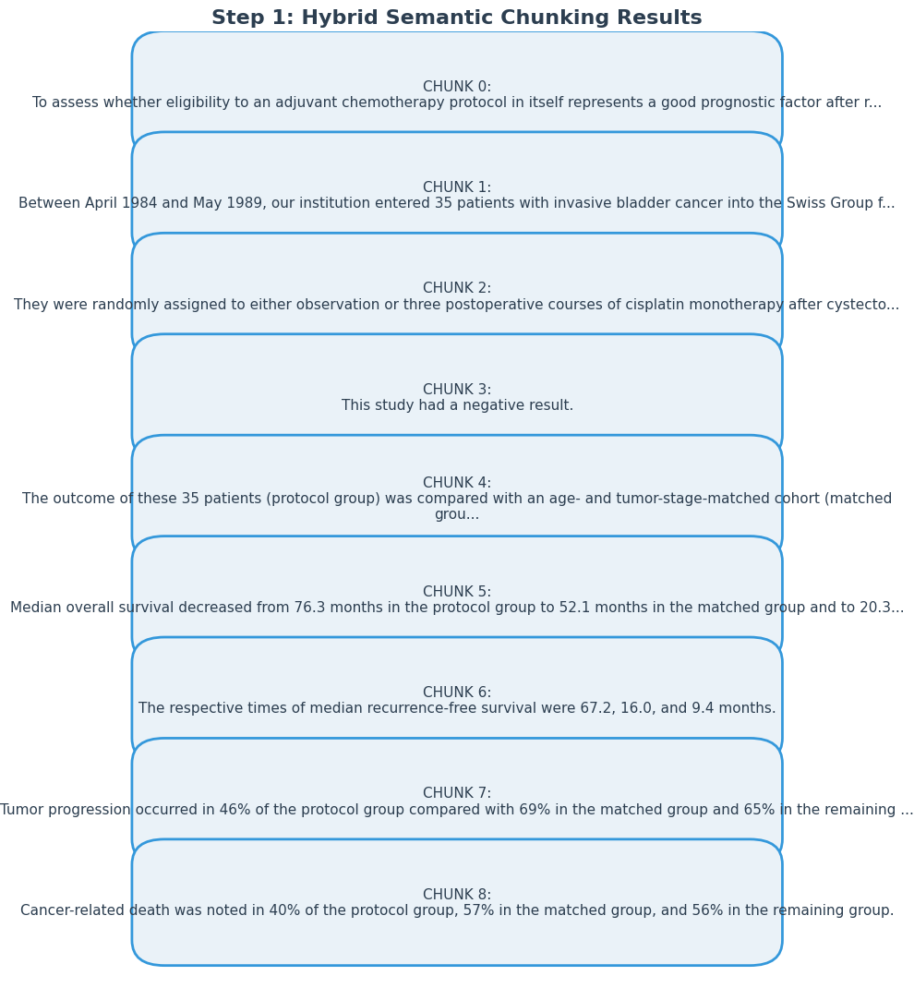 Step 1: Hybrid Semantic Chunking Results
CHUNK 0:
To assess whether eligibility to an adjuvant chemotherapy protocol in itself represents a good prognostic factor after r...
CHUNK 1:
Between April 1984 and May 1989, our institution entered 35 patients with invasive bladder cancer into the Swiss Group f...
CHUNK 2:
They were randomly assigned to either observation or three postoperative courses of cisplatin monotherapy after cystecto...
CHUNK 3:
This study had a negative result.
CHUNK 4:
The outcome of these 35 patients (protocol group) was compared with an age- and tumor-stage-matched cohort (matched
grou...
CHUNK 5:
Median overall survival decreased from 76.3 months in the protocol group to 52.1 months in the matched group and to 20.3...
CHUNK 6:
The respective times of median recurrence-free survival were 67.2, 16.0, and 9.4 months.
CHUNK 7:
Tumor progression occurred in 46% of the protocol group compared with 69% in the matched group and 65% in the remaining ...
CHUNK 8:
Cancer-related death was noted in 40% of the protocol group, 57% in the matched group, and 56% in the remaining group.